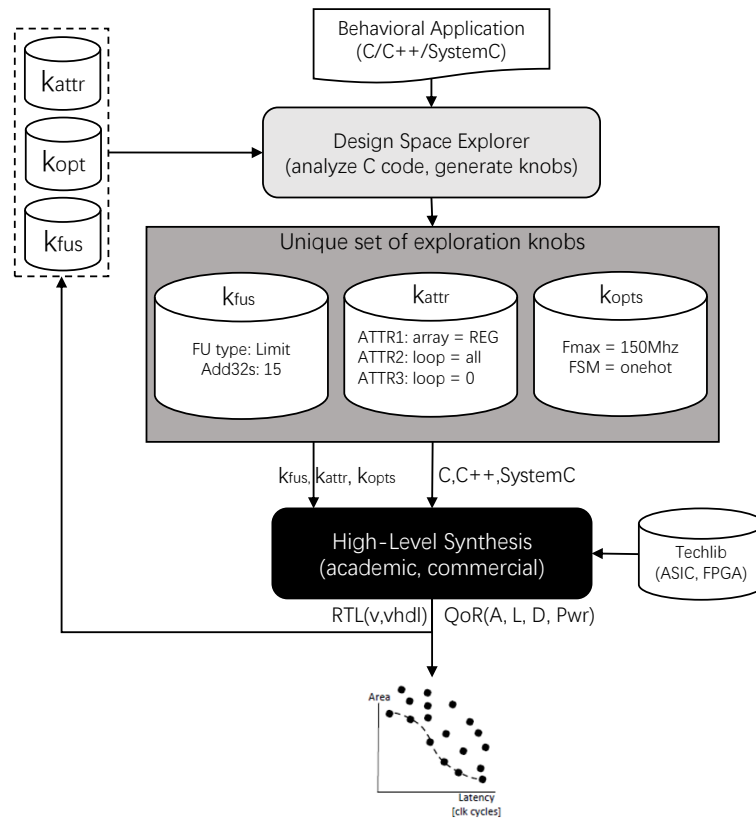 Behavioral Application
(C/C++/SystemC)
kattr
kopt
kfus
Design Space Explorer
(analyze C code, generate knobs)
Unique set of exploration knobs
kfus
FU type: Limit
Add32s: 15
kattr
ATTR1: array = REG
ATTR2: loop = all
ATTR3: loop = 0
kopts
Fmax = 150Mhz
FSM = onehot
kfus, kattr, kopts
C,C++,SystemC
High-Level Synthesis
(academic, commercial)
Techlib
(ASIC, FPGA)
RTL(v,vhdl)
QoR(A, L, D, Pwr)
Area
Latency
[clk cycles]